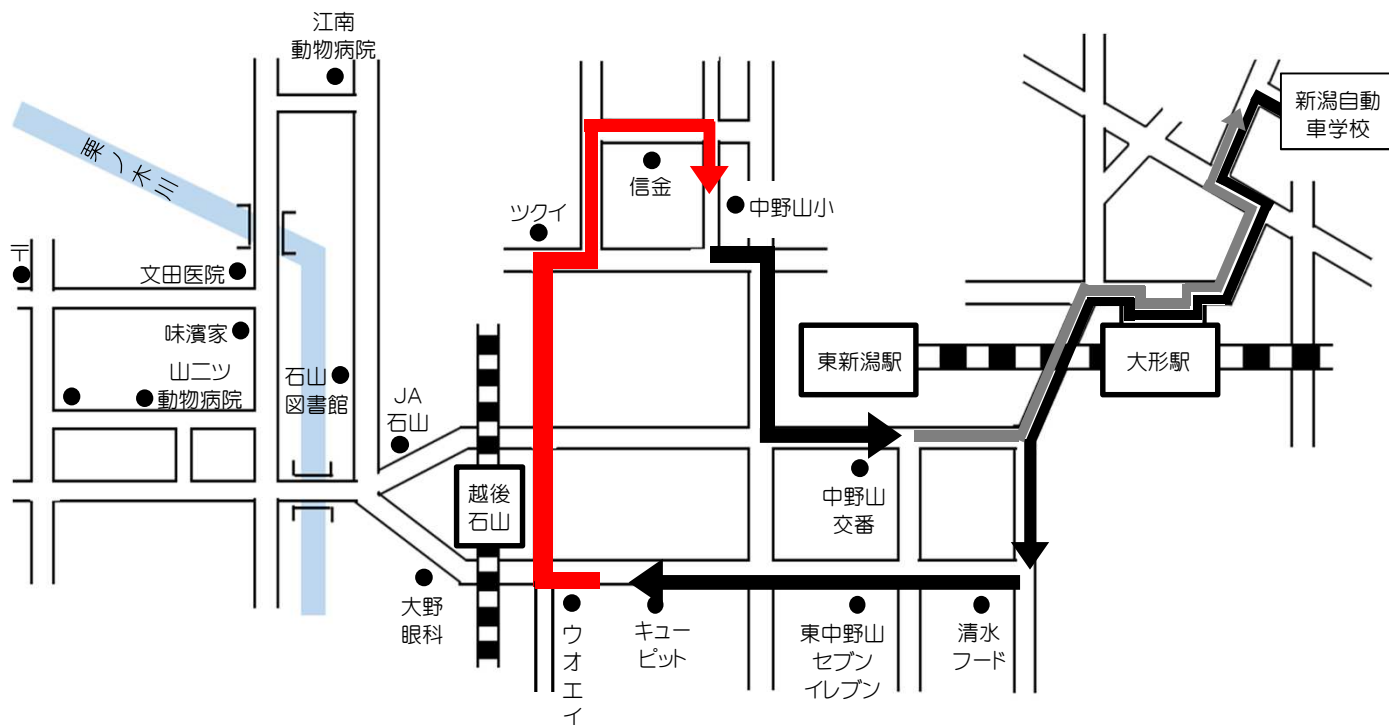 江南
動物病院
新潟自動
車学校
栗ノ木川
信金
中野山小
ツクイ
〒
文田医院
味濱家
東新潟駅
大形駅
山二ツ
動物病院
石山
図書館
JA
石山
越後
石山
中野山
交番
大野
眼科
ウオエイ
キュー
ピット
東中野山
セブン
イレブン
清水
フード